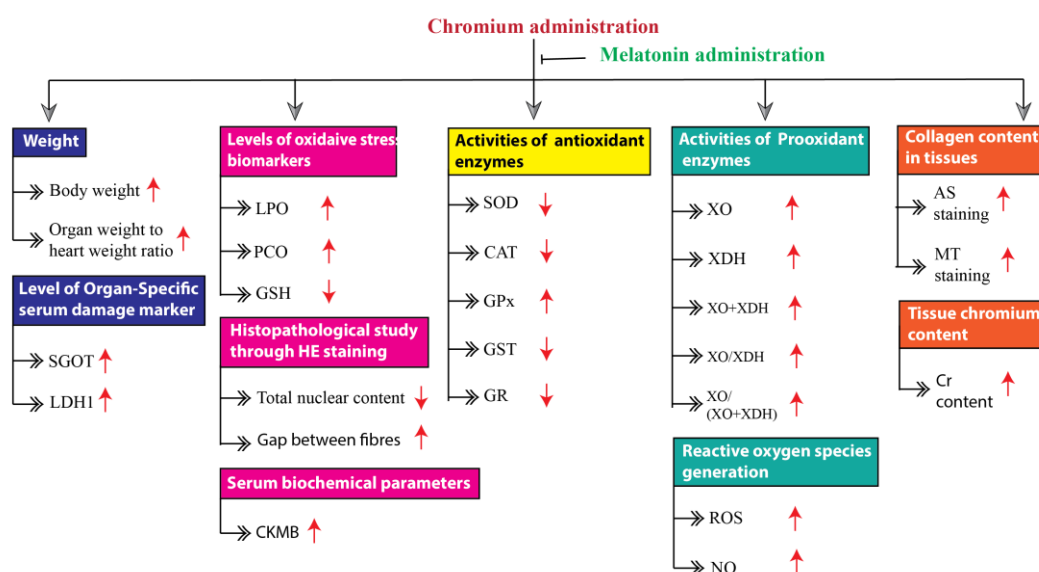 Chromium administration
Melatonin administration
Weight
Body weight
Organ weight to
heart weight ratio
Level of Organ-Specific
serum damage marker
SGOT
LDH1
Levels of oxidaive stress
biomarkers
LPO
PCO
GSH
Histopathological study
through HE staining
Total nuclear content
Gap between fibres
Serum biochemical parameters
CKMB
Activities of antioxidant
enzymes
SOD
CAT
GPx
GST
GR
Activities of Prooxidant
enzymes
XO
XDH
XO+XDH
XO/XDH
XO/
(XO+XDH)
Reactive oxygen species
generation
ROS
NO
Collagen content
in tissues
AS
staining
MT
staining
Tissue chromium
content
Cr
content